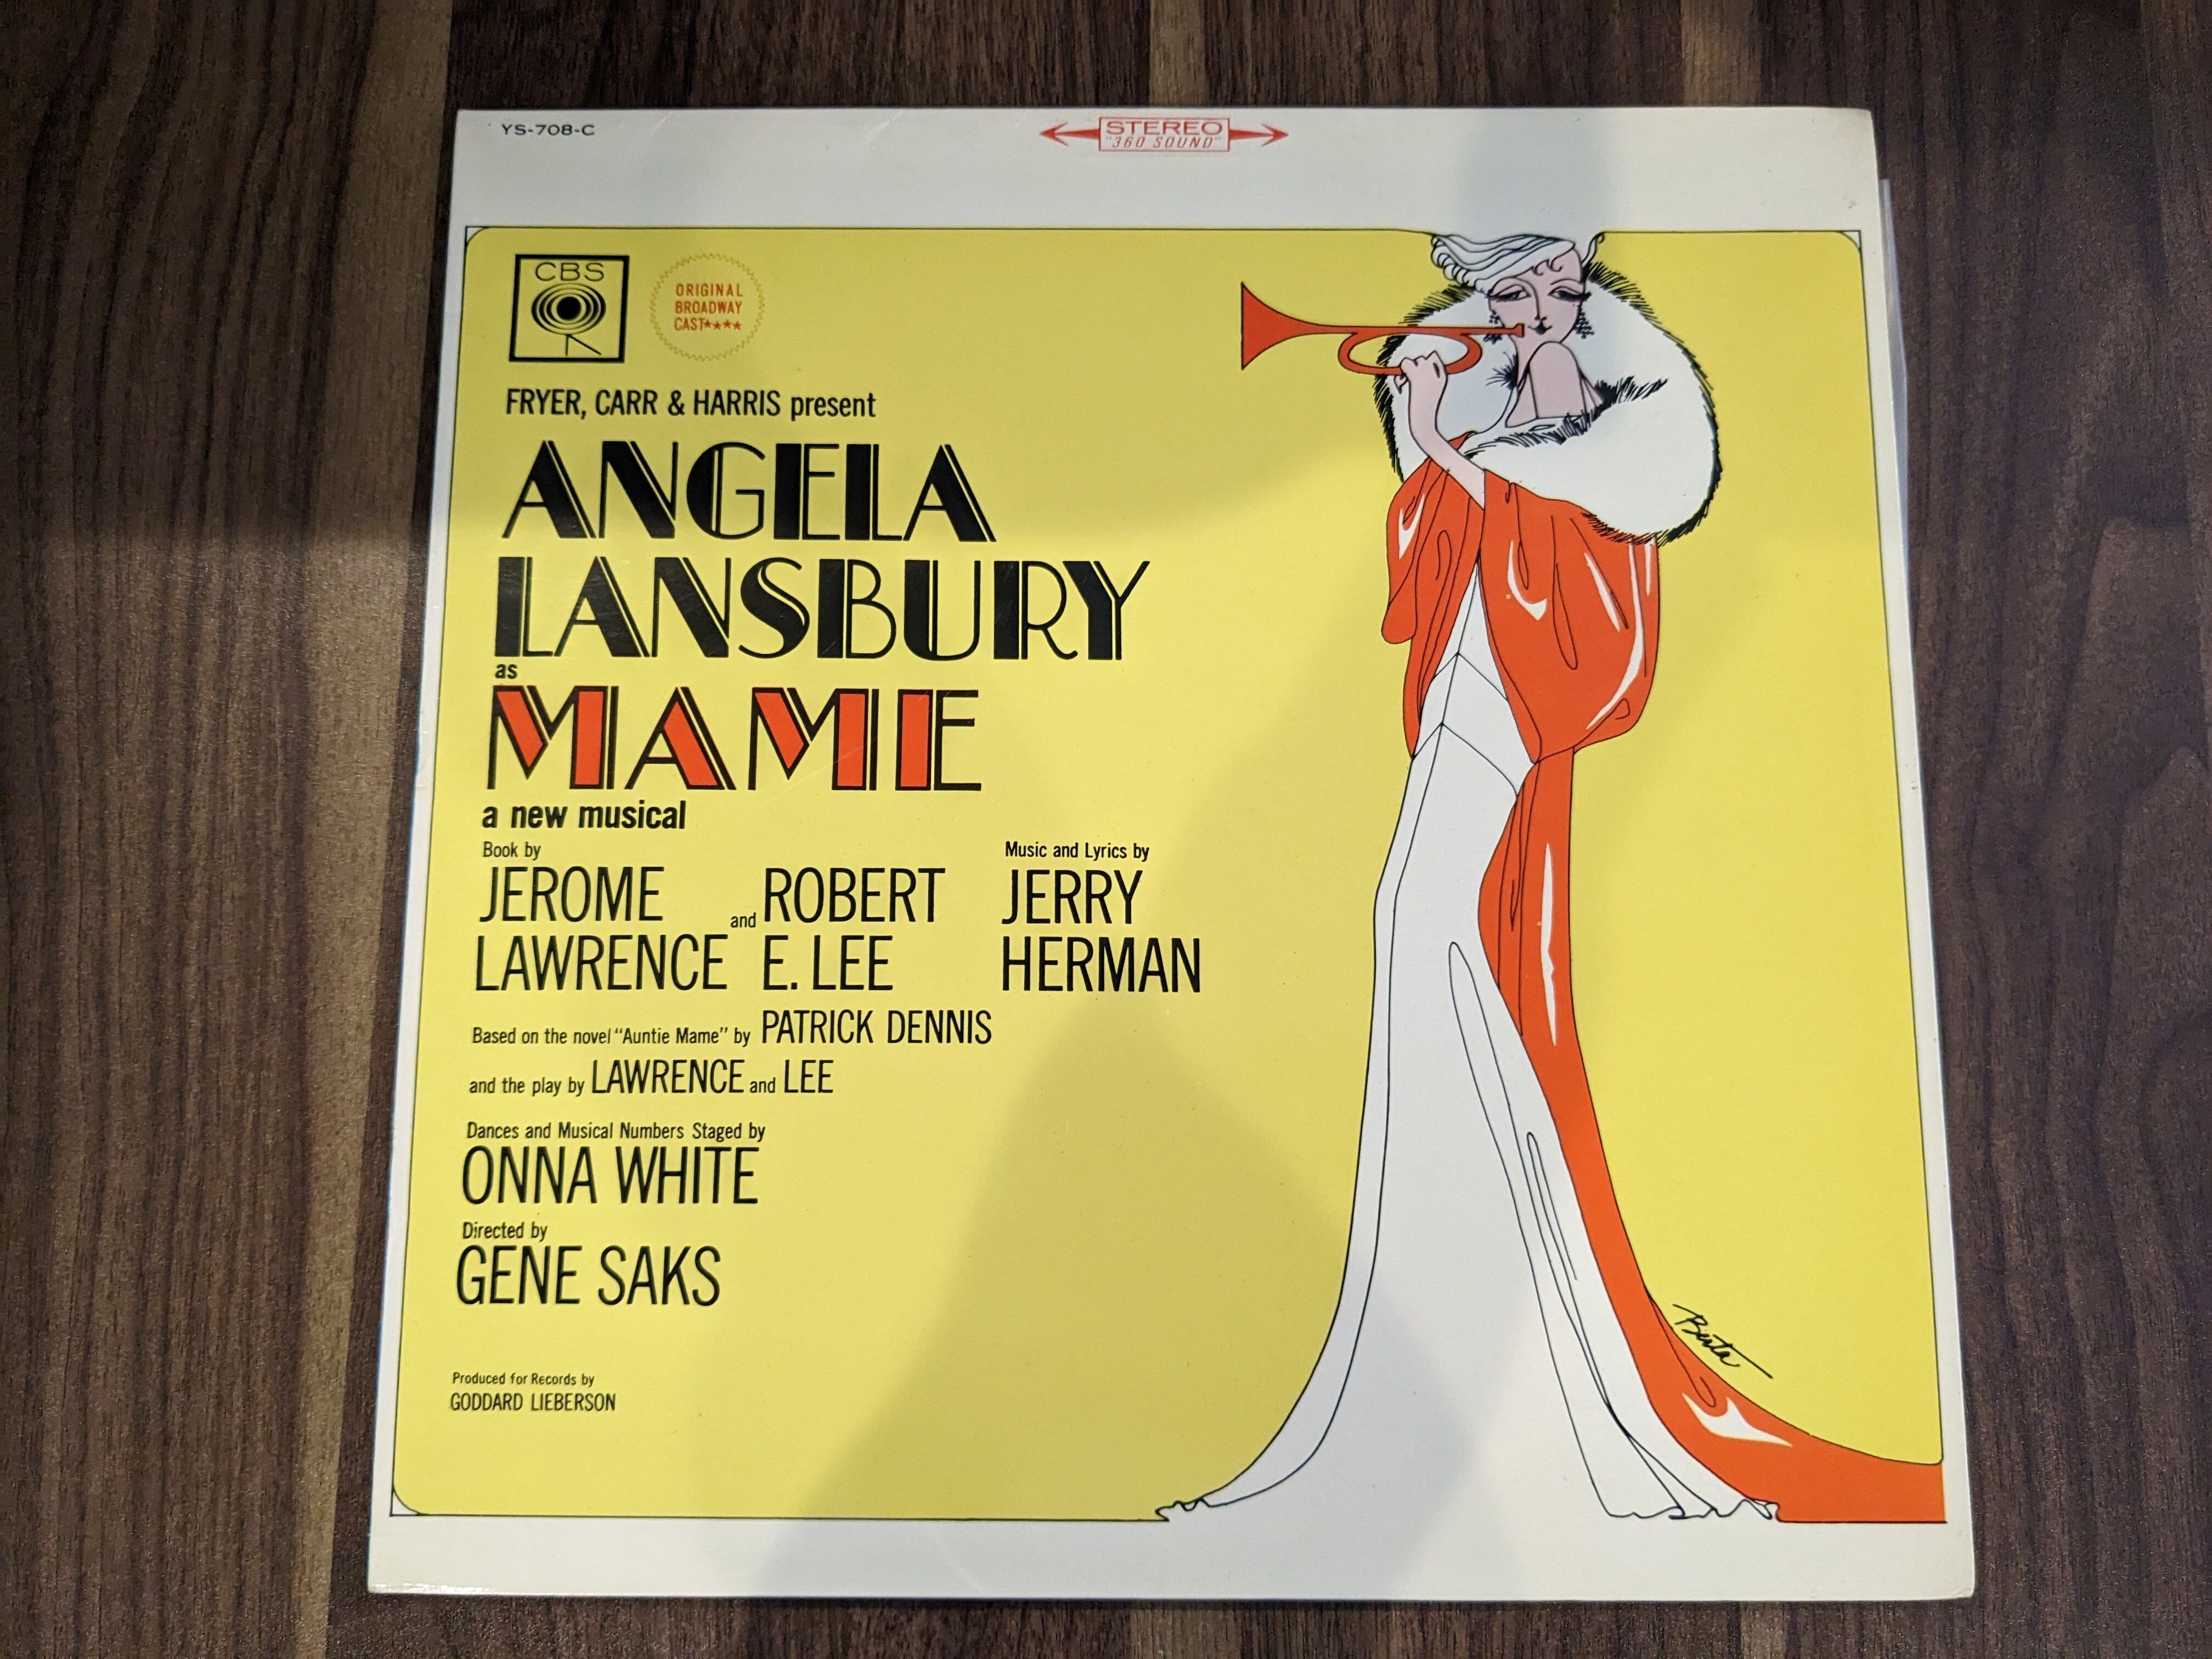 YS-708-C
STEREO
"360 SOUND"
CBS
ORIGINAL
BROADWAY
CAST★★★★
FRYER, CARR & HARRIS present
ANGELA
LANSBURY
as
MAME
a new musical
Book by
JEROME
LAWRENCE
and
ROBERT
E. LEE
Music and Lyrics by
JERRY
HERMAN
Based on the novel "Auntie Mame" by PATRICK DENNIS
and the play by LAWRENCE and LEE
Dances and Musical Numbers Staged by
ONNA WHITE
Directed by
GENE SAKS
Produced for Records by
GODDARD LIEBERSON
Berta